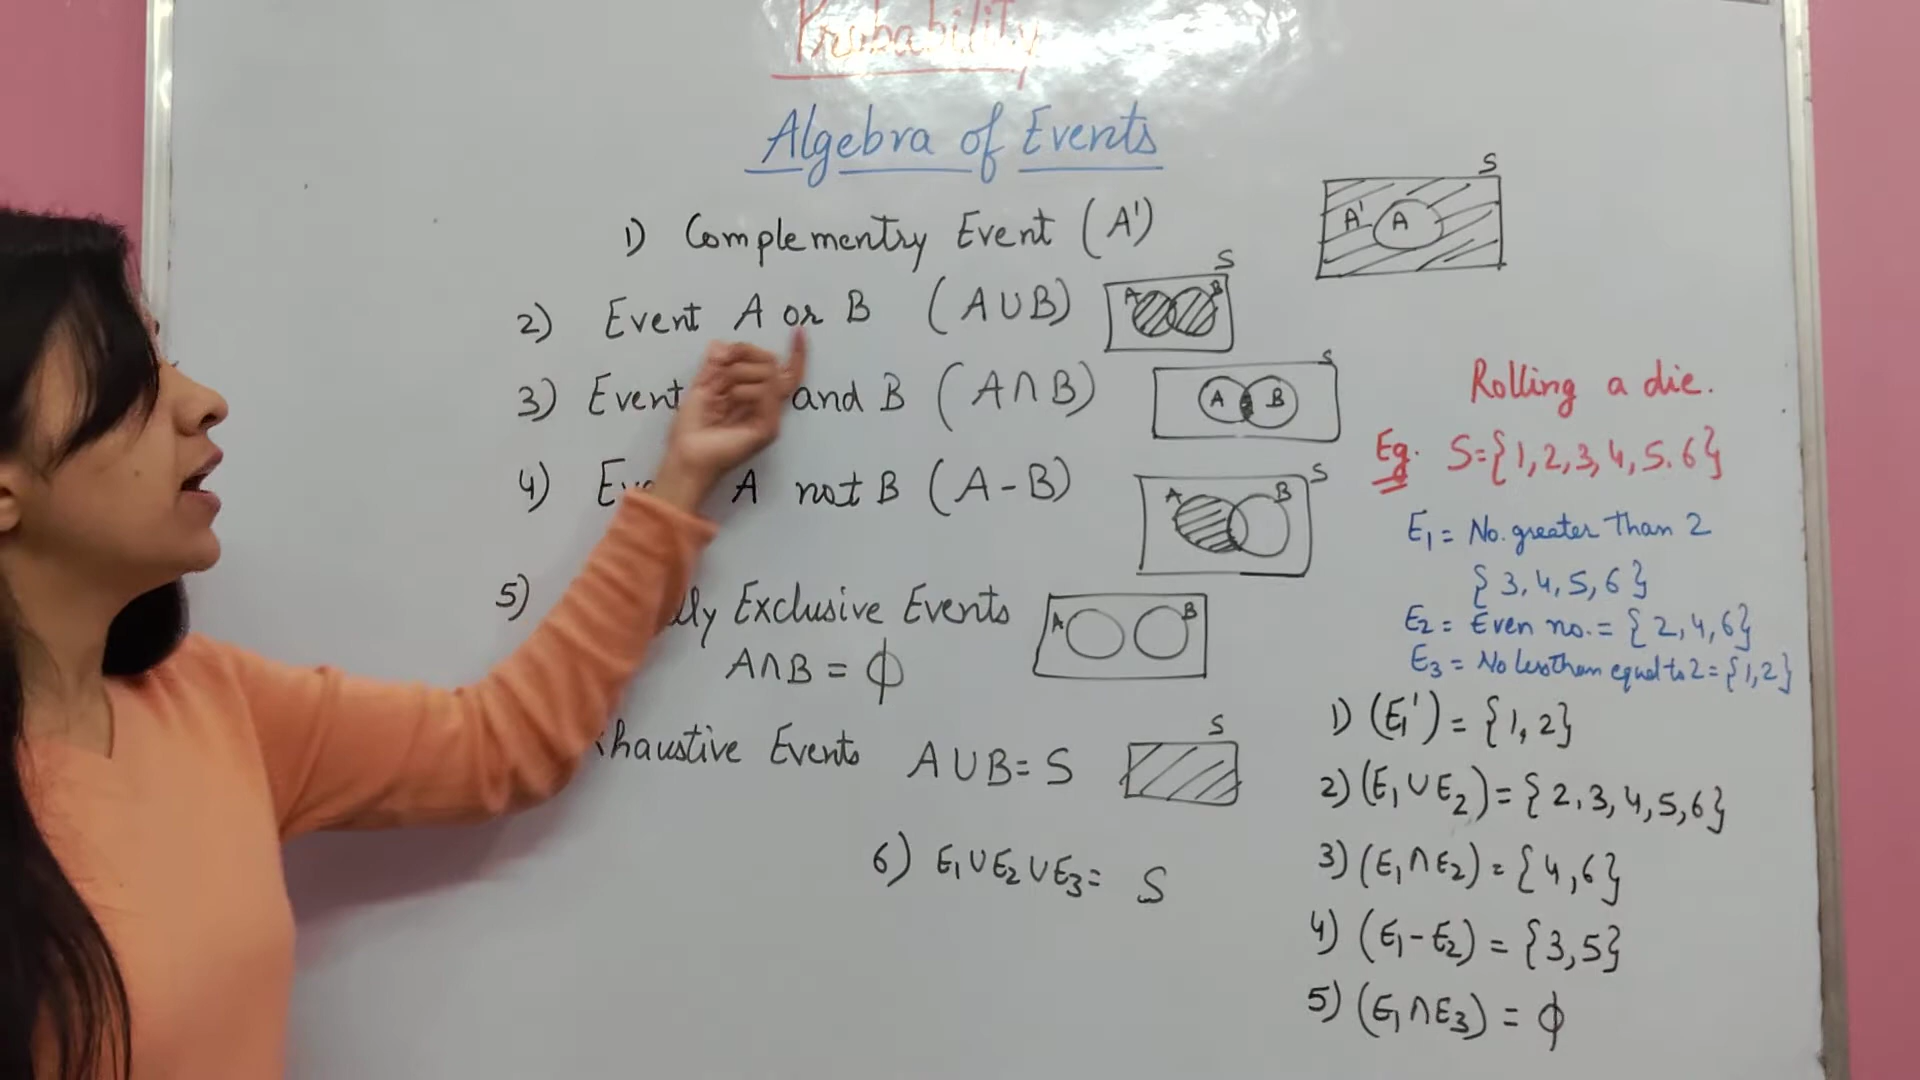 Probability
Algebra of Events
1) Complementry Event (A')
A' A S
2) Event A or B (A∪B)
A B S
3) Event and B (A∩B)
A B S
4) A not B (A-B)
A B S
5) Exclusive Events
A B
A∩B = ϕ
Events A∪B = S
S
6) E₁∪E₂∪E₃ = S
Rolling a die.
Eg. S={1,2,3,4,5.6}
E₁ = No. greater than 2
{3,4,5,6}
E₂ = Even no. = {2,4,6}
E₃ = No less than equal to 2 = {1,2}
1) (E₁') = {1,2}
2) (E₁∪E₂) = {2.3,4,5,6}
3) (E₁∩E₂) = {4,6}
4) (E₁-E₂) = {3,5}
5) (E₁∩E₃) = ϕ